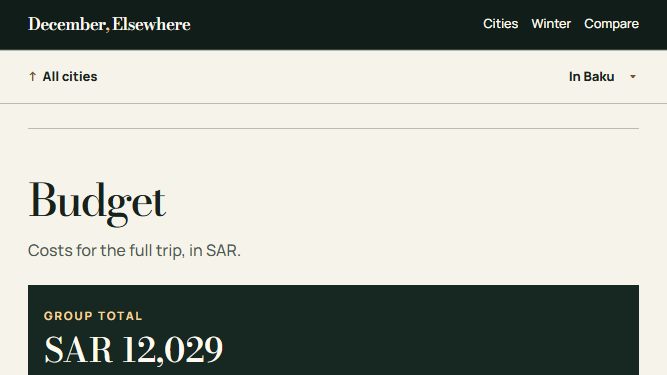 December, Elsewhere
Cities Winter Compare
↑ All cities
In Baku
Budget
Costs for the full trip, in SAR.
GROUP TOTAL
SAR 12,029